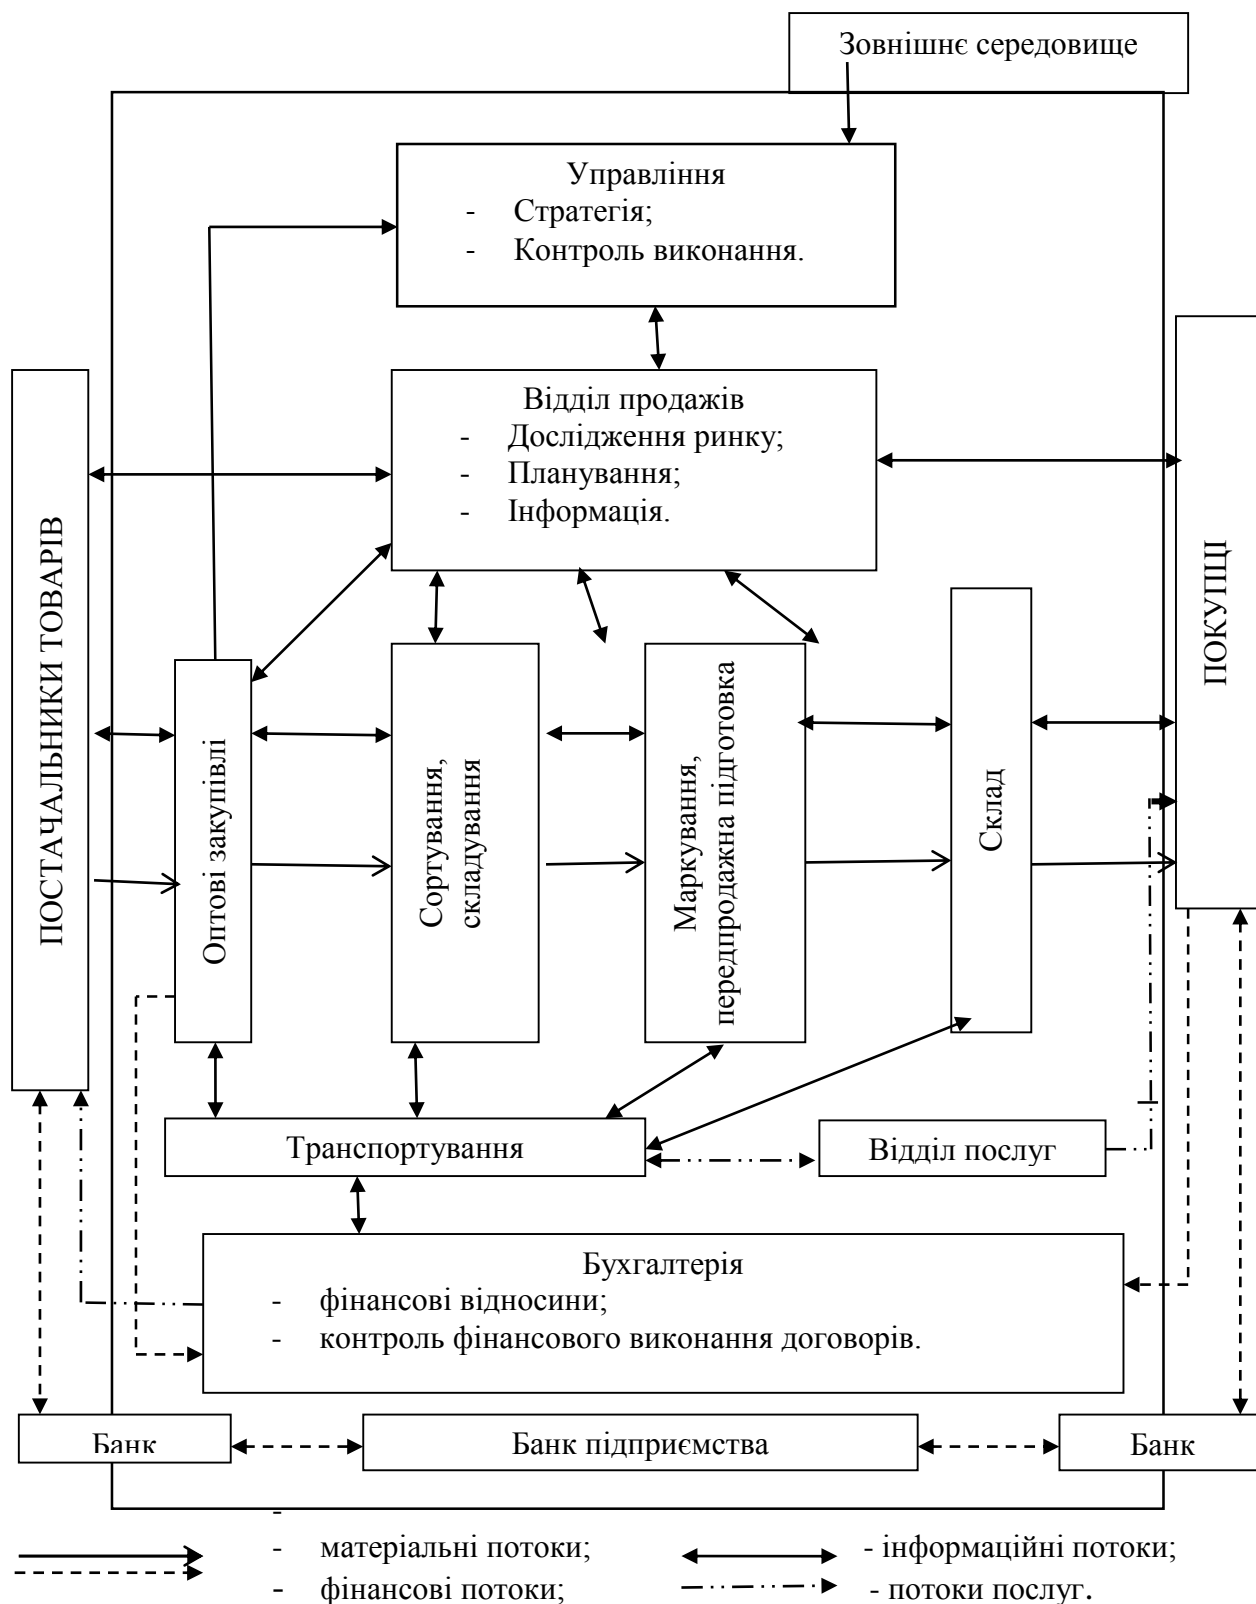 Зовнішнє середовище
Управління
- Стратегія;
- Контроль виконання.
Відділ продажів
- Дослідження ринку;
- Планування;
- Інформація.
ПОСТАЧАЛЬНИКИ ТОВАРІВ
Оптові закупівлі
Сортування,
складування
Маркування,
передпродажна підготовка
Склад
ПОКУПЦІ
Транспортування
Відділ послуг
Бухгалтерія
- фінансові відносини;
- контроль фінансового виконання договорів.
Банк
Банк підприємства
Банк
-
- матеріальні потоки;
- інформаційні потоки;
- фінансові потоки;
- потоки послуг.